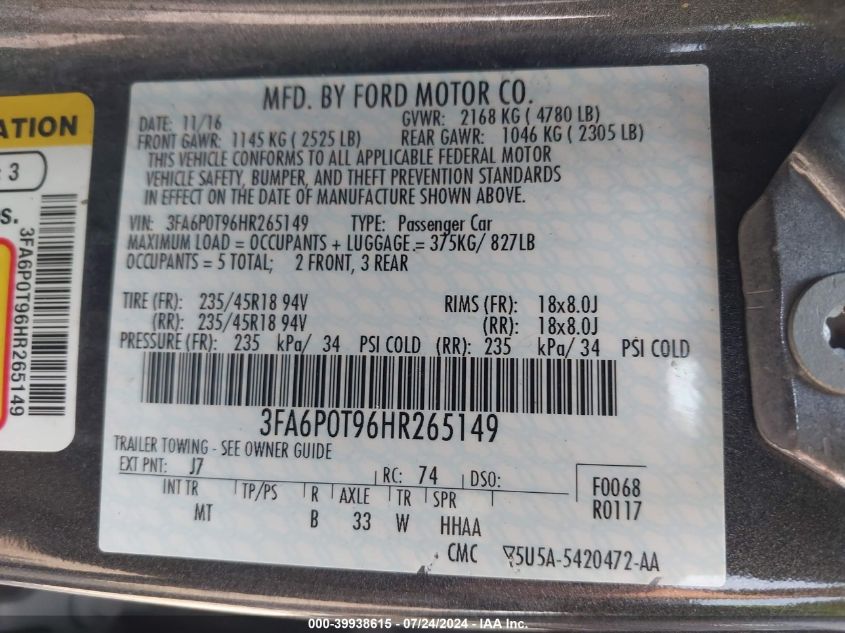 MFD. BY FORD MOTOR CO.
DATE: 11/16 GVWR: 2168 KG ( 4780 LB)
FRONT GAWR: 1145 KG ( 2525 LB) REAR GAWR: 1046 KG ( 2305 LB)
THIS VEHICLE CONFORMS TO ALL APPLICABLE FEDERAL MOTOR
VEHICLE SAFETY, BUMPER, AND THEFT PREVENTION STANDARDS
IN EFFECT ON THE DATE OF MANUFACTURE SHOWN ABOVE.
VIN: 3FA6P0T96HR265149 TYPE: Passenger Car
MAXIMUM LOAD = OCCUPANTS + LUGGAGE = 375KG/ 827LB
OCCUPANTS = 5 TOTAL; 2 FRONT, 3 REAR
TIRE (FR): 235/45R18 94V RIMS (FR): 18x8.0J
(RR): 235/45R18 94V (RR): 18x8.0J
PRESSURE (FR): 235 kPa/ 34 PSI COLD (RR): 235 kPa/ 34 PSI COLD
3FA6P0T96HR265149
TRAILER TOWING - SEE OWNER GUIDE
EXT PNT: J7 RC: 74 DSO:
INT TR TP/PS R AXLE TR SPR
MT B 33 W HHAA
F0068
R0117
CMC 5U5A-5420472-AA
ATION
3
S.
3FA6P0T96HR265149
000-39938615 - 07/24/2024 - IAA Inc.